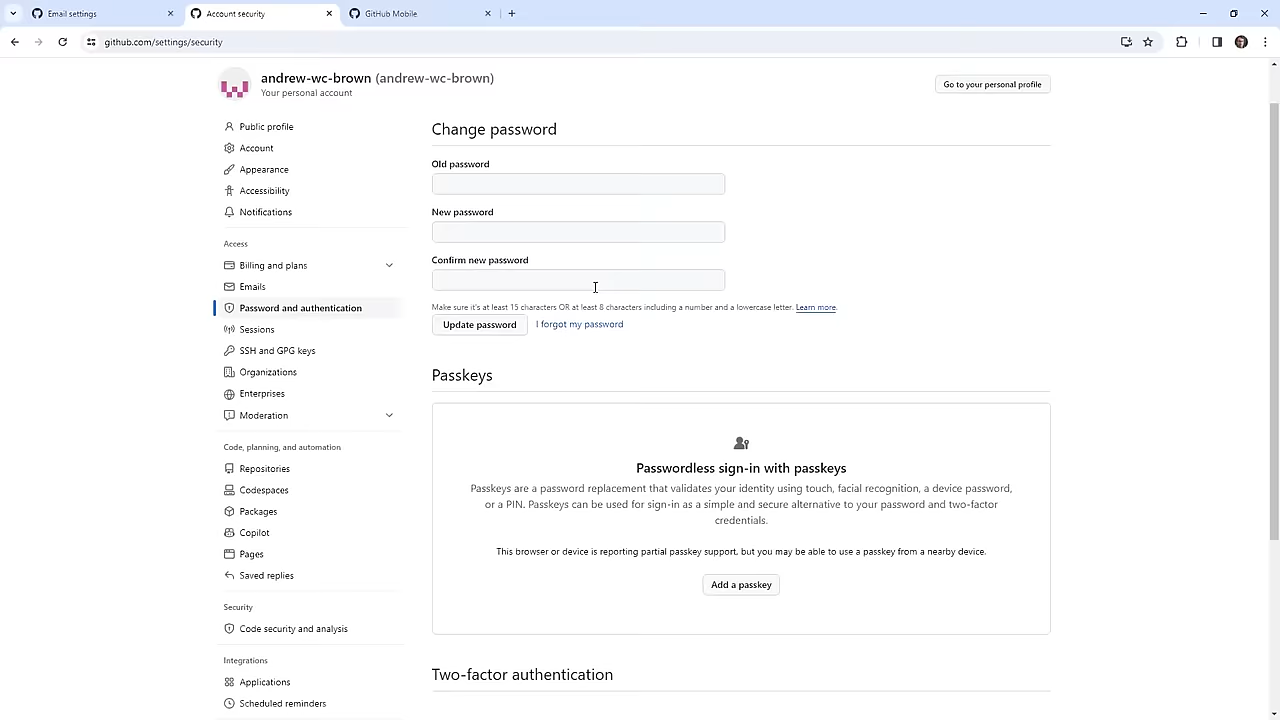 Email settings
Account security
GitHub Mobile
github.com/settings/security
andrew-wc-brown (andrew-wc-brown)
Your personal account
Go to your personal profile
Public profile
Account
Appearance
Accessibility
Notifications
Access
Billing and plans
Emails
Password and authentication
Sessions
SSH and GPG keys
Organizations
Enterprises
Moderation
Code, planning, and automation
Repositories
Codespaces
Packages
Copilot
Pages
Saved replies
Security
Code security and analysis
Integrations
Applications
Scheduled reminders
Change password
Old password
New password
Confirm new password
Make sure it's at least 15 characters OR at least 8 characters including a number and a lowercase letter. Learn more.
Update password I forgot my password
Passkeys
Passwordless sign-in with passkeys
Passkeys are a password replacement that validates your identity using touch, facial recognition, a device password,
or a PIN. Passkeys can be used for sign-in as a simple and secure alternative to your password and two-factor
credentials.
This browser or device is reporting partial passkey support, but you may be able to use a passkey from a nearby device.
Add a passkey
Two-factor authentication